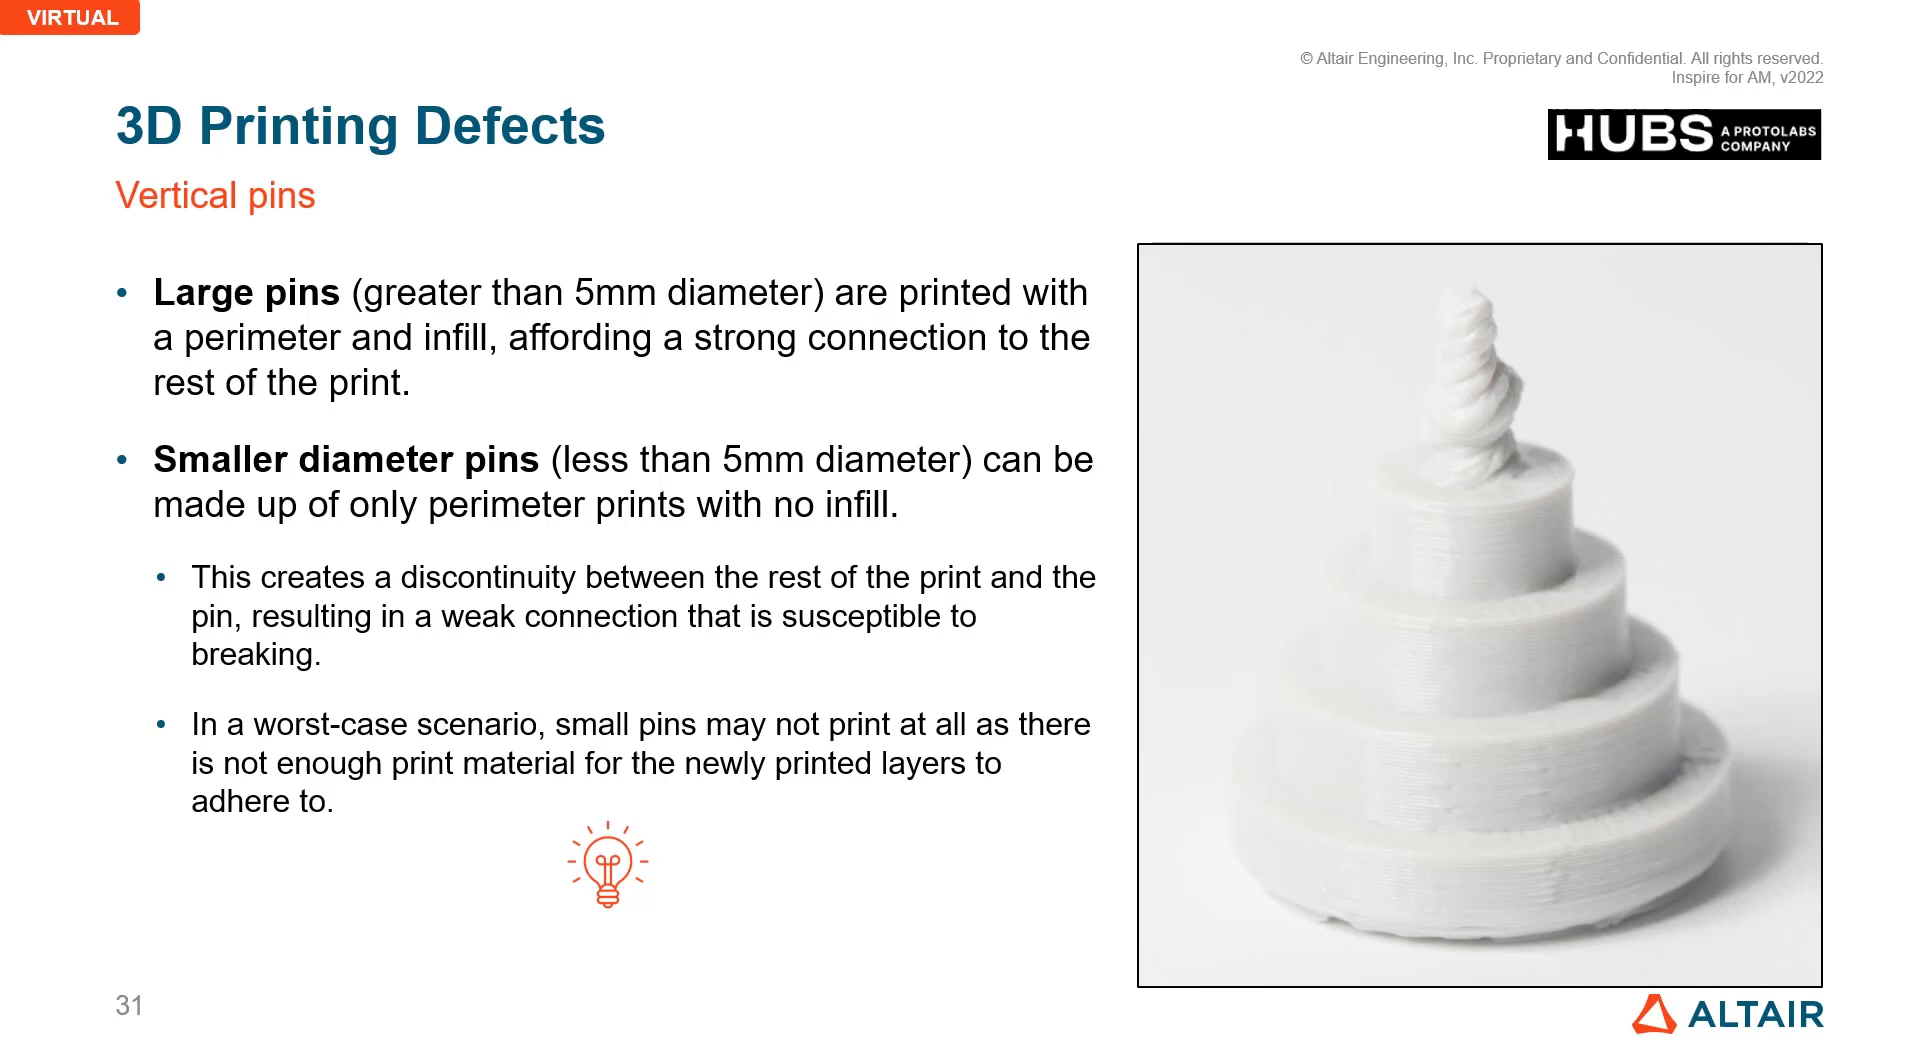 VIRTUAL
© Altair Engineering, Inc. Proprietary and Confidential. All rights reserved.
Inspire for AM, v2022
3D Printing Defects
HUBS A PROTOLABS
COMPANY
Vertical pins
• Large pins (greater than 5mm diameter) are printed with
a perimeter and infill, affording a strong connection to the
rest of the print.
• Smaller diameter pins (less than 5mm diameter) can be
made up of only perimeter prints with no infill.
• This creates a discontinuity between the rest of the print and the
pin, resulting in a weak connection that is susceptible to
breaking.
• In a worst-case scenario, small pins may not print at all as there
is not enough print material for the newly printed layers to
adhere to.
31
ALTAIR